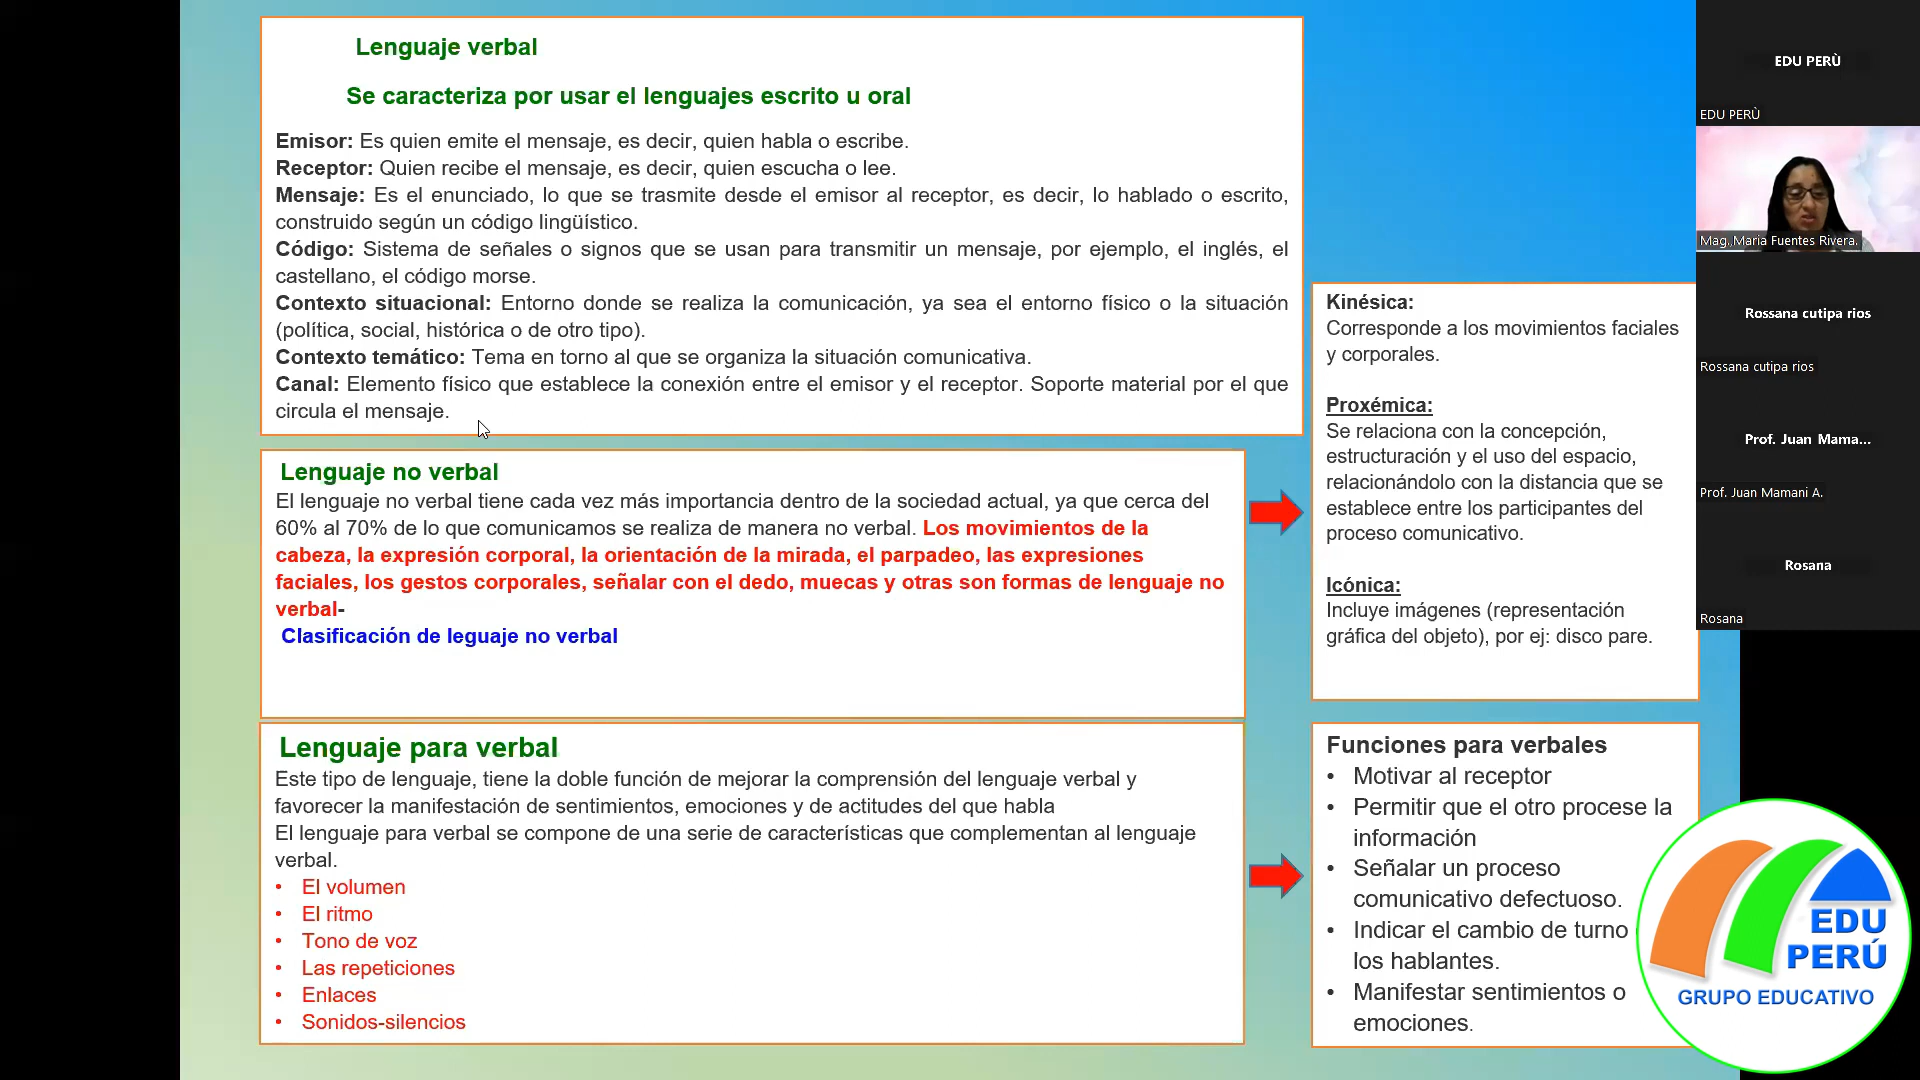 Lenguaje verbal
Se caracteriza por usar el lenguajes escrito u oral
Emisor: Es quien emite el mensaje, es decir, quien habla o escribe.
Receptor: Quien recibe el mensaje, es decir, quien escucha o lee.
Mensaje: Es el enunciado, lo que se trasmite desde el emisor al receptor, es decir, lo hablado o escrito,
construido según un código lingüístico.
Código: Sistema de señales o signos que se usan para transmitir un mensaje, por ejemplo, el inglés, el
castellano, el código morse.
Contexto situacional: Entorno donde se realiza la comunicación, ya sea el entorno físico o la situación
(política, social, histórica o de otro tipo).
Contexto temático: Tema en torno al que se organiza la situación comunicativa.
Canal: Elemento físico que establece la conexión entre el emisor y el receptor. Soporte material por el que
circula el mensaje.
Lenguaje no verbal
El lenguaje no verbal tiene cada vez más importancia dentro de la sociedad actual, ya que cerca del
60% al 70% de lo que comunicamos se realiza de manera no verbal. Los movimientos de la
cabeza, la expresión corporal, la orientación de la mirada, el parpadeo, las expresiones
faciales, los gestos corporales, señalar con el dedo, muecas y otras son formas de lenguaje no
verbal-
Clasificación de leguaje no verbal
Kinésica:
Corresponde a los movimientos faciales
y corporales.
Proxémica:
Se relaciona con la concepción,
estructuración y el uso del espacio,
relacionándolo con la distancia que se
establece entre los participantes del
proceso comunicativo.
Icónica:
Incluye imágenes (representación
gráfica del objeto), por ej: disco pare.
Lenguaje para verbal
Este tipo de lenguaje, tiene la doble función de mejorar la comprensión del lenguaje verbal y
favorecer la manifestación de sentimientos, emociones y de actitudes del que habla
El lenguaje para verbal se compone de una serie de características que complementan al lenguaje
verbal.
• El volumen
• El ritmo
• Tono de voz
• Las repeticiones
• Enlaces
• Sonidos-silencios
Funciones para verbales
• Motivar al receptor
• Permitir que el otro procese la
información
• Señalar un proceso
comunicativo defectuoso.
• Indicar el cambio de turno
los hablantes.
• Manifestar sentimientos o
emociones.
EDU PERÙ
EDU PERÙ
Mag. Maria Fuentes Rivera.
Rossana cutipa rios
Rossana cutipa rios
Prof. Juan Mama...
Prof. Juan Mamani A.
Rosana
Rosana
EDU
PERÚ
GRUPO EDUCATIVO